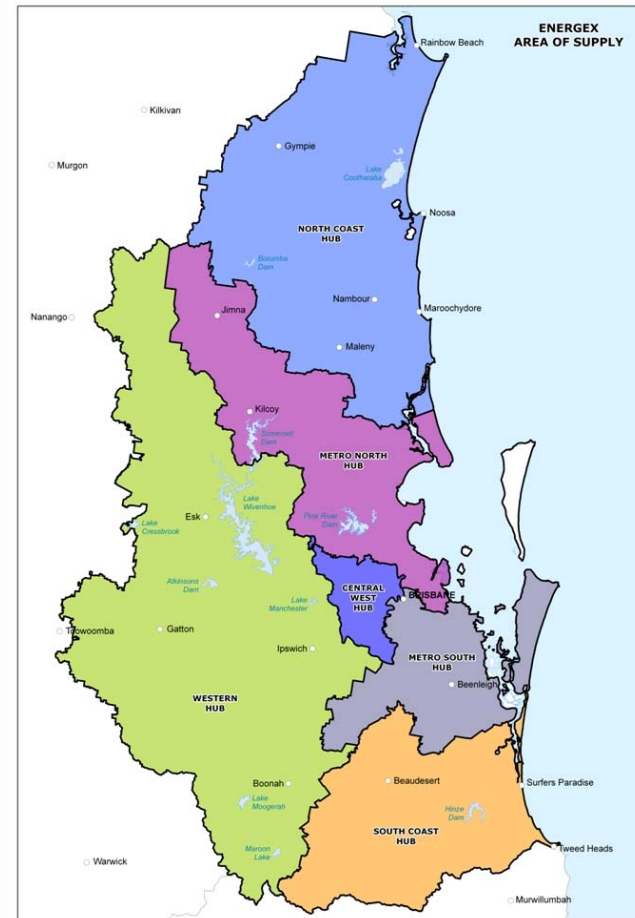 ENERGEX
AREA OF SUPPLY
Rainbow Beach
Kilkivan
Gympie
Murgon
Lake
Cootharaba
Noosa
NORTH COAST
HUB
Borumba
Dam
Nambour
Maroochydore
Jimna
Nanango
Maleny
Kilcoy
Somerset
Dam
METRO NORTH
HUB
Lake
Wivenhoe
Esk
Pine River
Dam
Lake
Cressbrook
Atkinsons
Dam
CENTRAL
WEST
HUB
Lake
Manchester
BRISBANE
Toowoomba
Gatton
Ipswich
METRO SOUTH
HUB
Beenleigh
WESTERN
HUB
Boonah
Beaudesert
Surfers Paradise
Lake
Moogerah
Hinze
Dam
SOUTH COAST
HUB
Maroon
Lake
Tweed Heads
Warwick
Murwillumbah